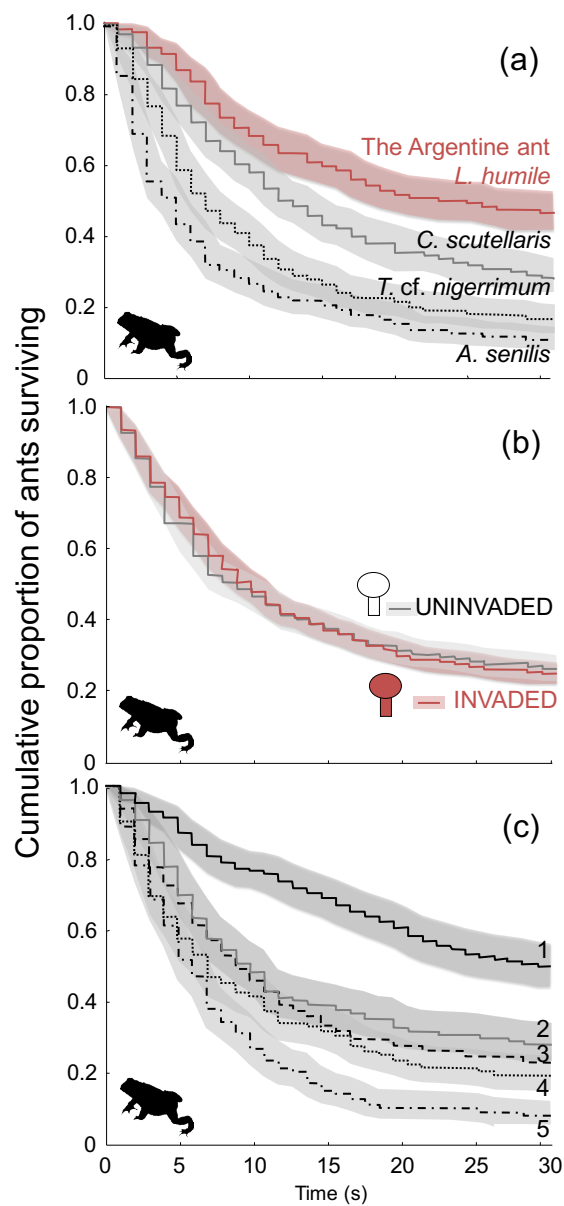 Cumulative proportion of ants surviving
(a)
1.0
0.8
0.6
0.4
0.2
0
The Argentine ant
L. humile
C. scutellaris
T. cf. nigerrimum
A. senilis
(b)
1.0
0.8
0.6
0.4
0.2
0
UNINVADED
INVADED
(c)
1.0
0.8
0.6
0.4
0.2
0
1
2
3
4
5
0 5 10 15 20 25 30
Time (s)